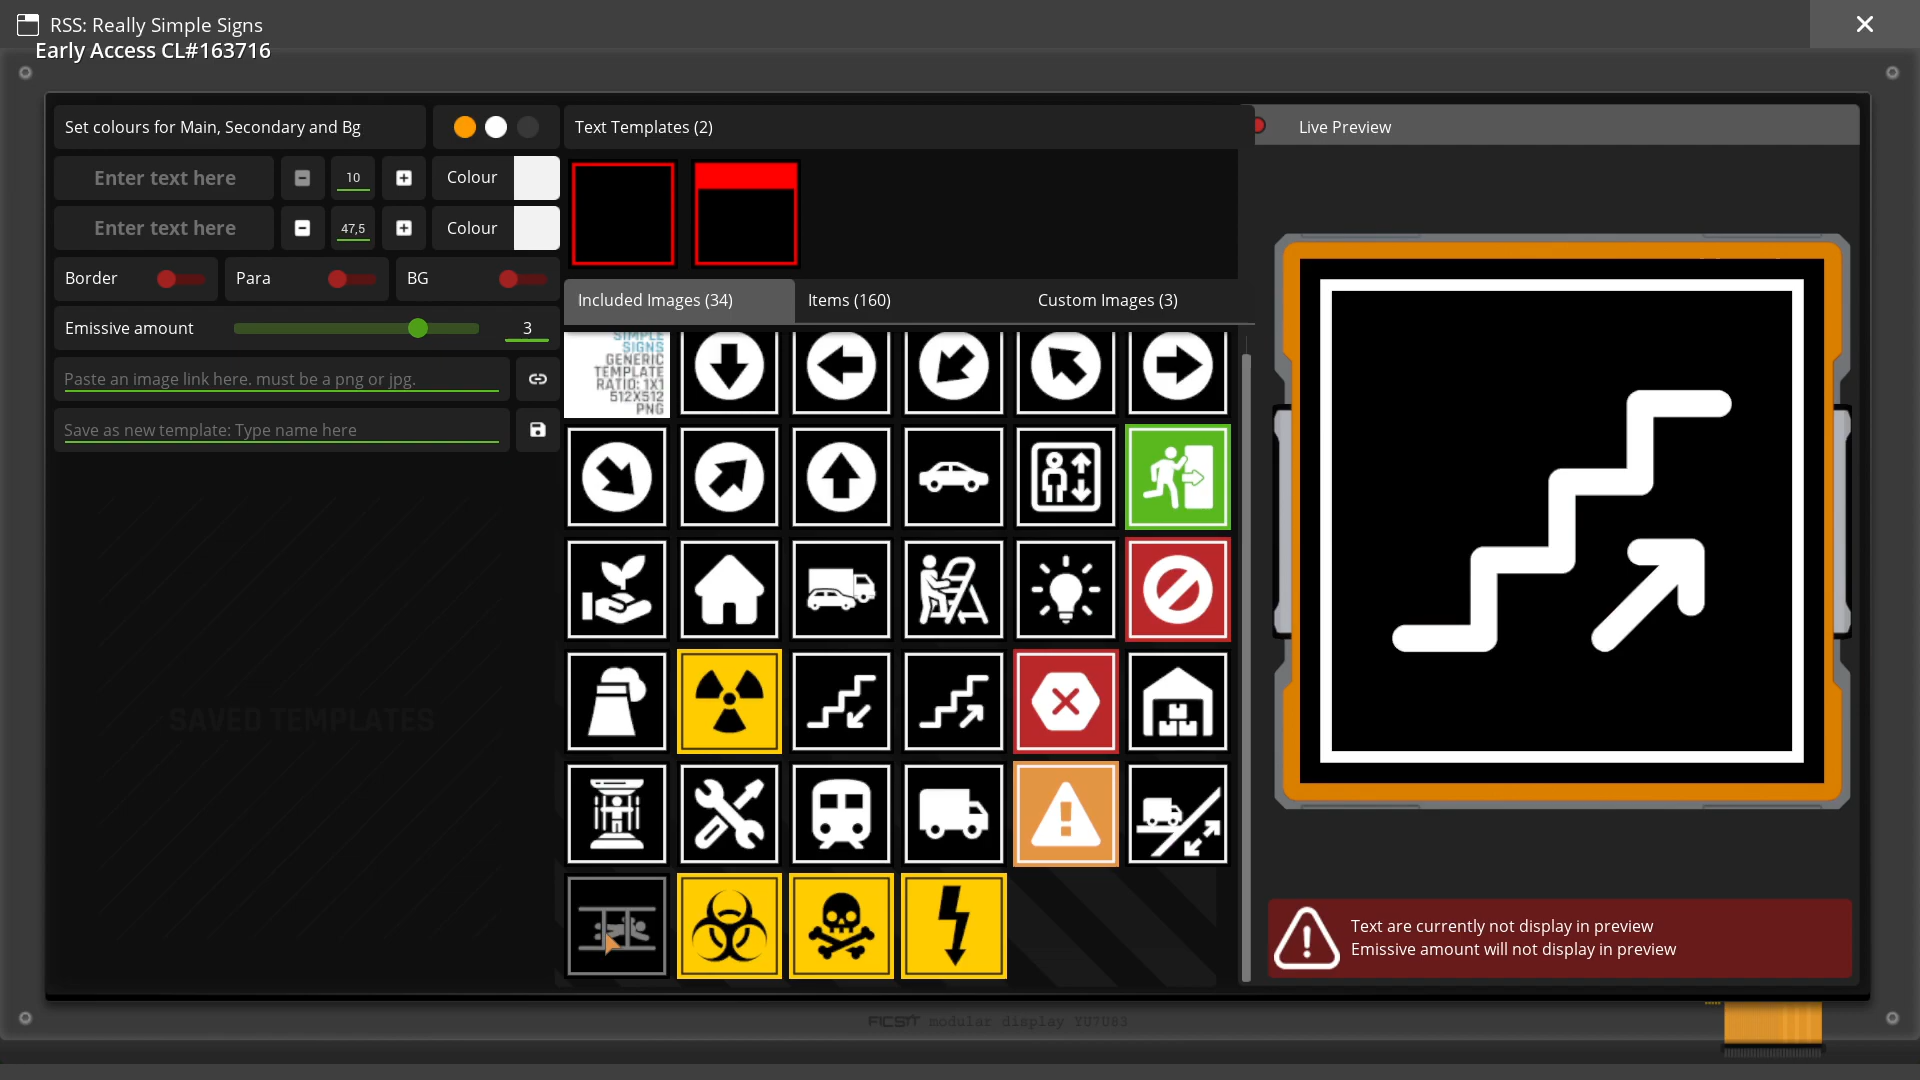 RSS: Really Simple Signs
Early Access CL#163716
Set colours for Main, Secondary and Bg
Text Templates (2)
Live Preview
Enter text here
10
Colour
Enter text here
47,5
Colour
Border
Para
BG
Included Images (34)
Items (160)
Custom Images (3)
Emissive amount
3
SIMPLE
SIGNS
GENERIC
TEMPLATE
RATIO: 1X1
512X512
PNG
Paste an image link here. must be a png or jpg.
Save as new template: Type name here
SAVED TEMPLATES
Text are currently not display in preview
Emissive amount will not display in preview
FICSIT modular display YU7U83